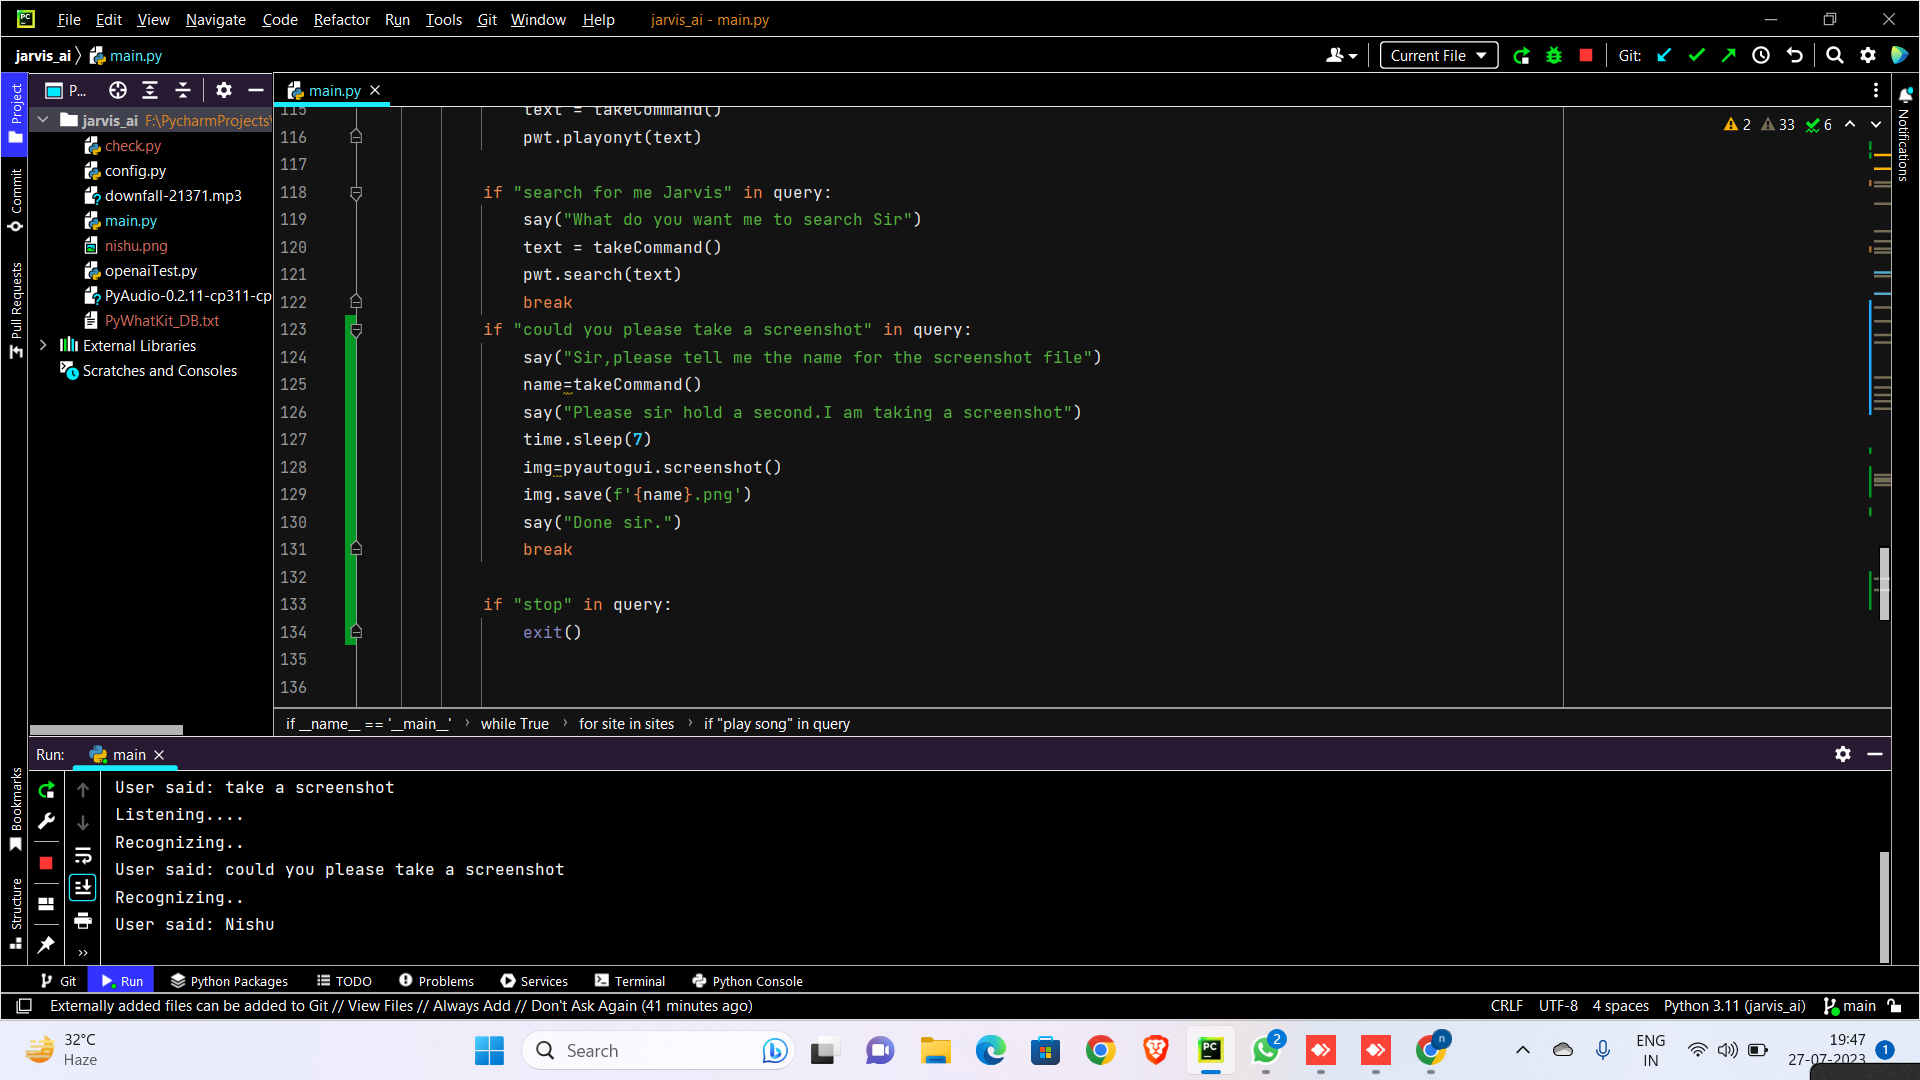 PC File Edit View Navigate Code Refactor Run Tools Git Window Help jarvis_ai - main.py
jarvis_ai main.py Current File Git:
Project P... main.py
jarvis_ai F:\PycharmProjects\
check.py
config.py
downfall-21371.mp3
main.py
nishu.png
openaiTest.py
PyAudio-0.2.11-cp311-cp
PyWhatKit_DB.txt
External Libraries
Scratches and Consoles
Commit
Pull Requests
Bookmarks
Structure
Notifications
2 33 6
115 text = takeCommand()
116 pwt.playonyt(text)
117
118 if "search for me Jarvis" in query:
119 say("What do you want me to search Sir")
120 text = takeCommand()
121 pwt.search(text)
122 break
123 if "could you please take a screenshot" in query:
124 say("Sir,please tell me the name for the screenshot file")
125 name=takeCommand()
126 say("Please sir hold a second.I am taking a screenshot")
127 time.sleep(7)
128 img=pyautogui.screenshot()
129 img.save(f'{name}.png')
130 say("Done sir.")
131 break
132
133 if "stop" in query:
134 exit()
135
136
if __name__ == '__main__' › while True › for site in sites › if "play song" in query
Run: main
User said: take a screenshot
Listening....
Recognizing..
User said: could you please take a screenshot
Recognizing..
User said: Nishu
Git Run Python Packages TODO Problems Services Terminal Python Console
Externally added files can be added to Git // View Files // Always Add // Don't Ask Again (41 minutes ago) CRLF UTF-8 4 spaces Python 3.11 (jarvis_ai) main
32°C
Haze
Search
PC
2
n
ENG
IN
19:47
27-07-2023
1